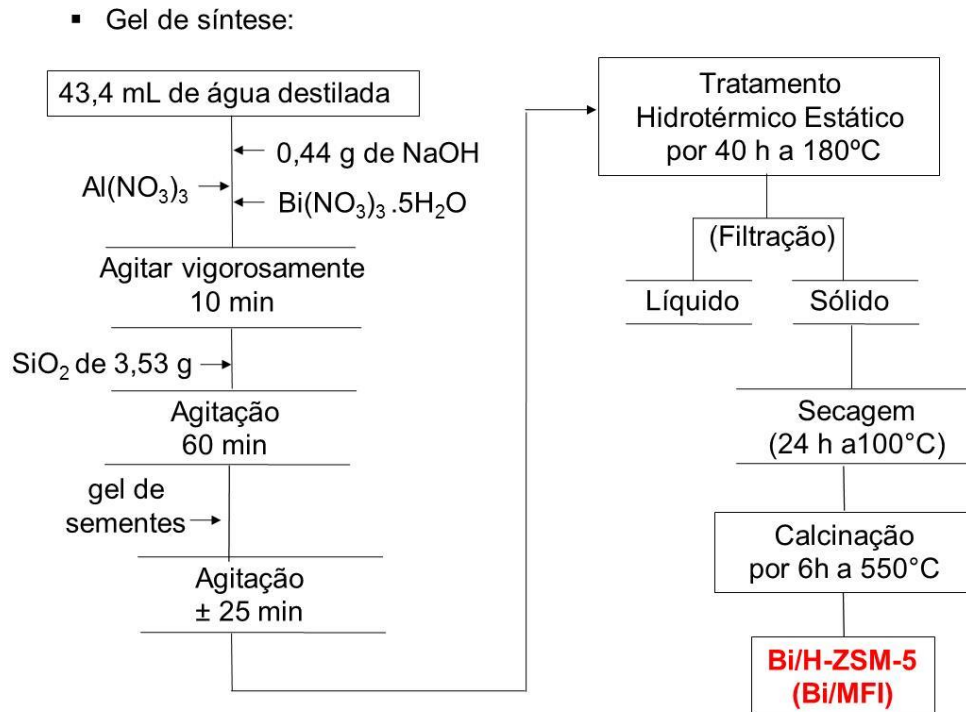 ▪ Gel de síntese:
43,4 mL de água destilada
0,44 g de NaOH
Al(NO₃)₃
Bi(NO₃)₃ .5H₂O
Agitar vigorosamente
10 min
SiO₂ de 3,53 g
Agitação
60 min
gel de
sementes
Agitação
± 25 min
Tratamento
Hidrotérmico Estático
por 40 h a 180ºC
(Filtração)
Líquido
Sólido
Secagem
(24 h a100°C)
Calcinação
por 6h a 550°C
Bi/H-ZSM-5
(Bi/MFI)